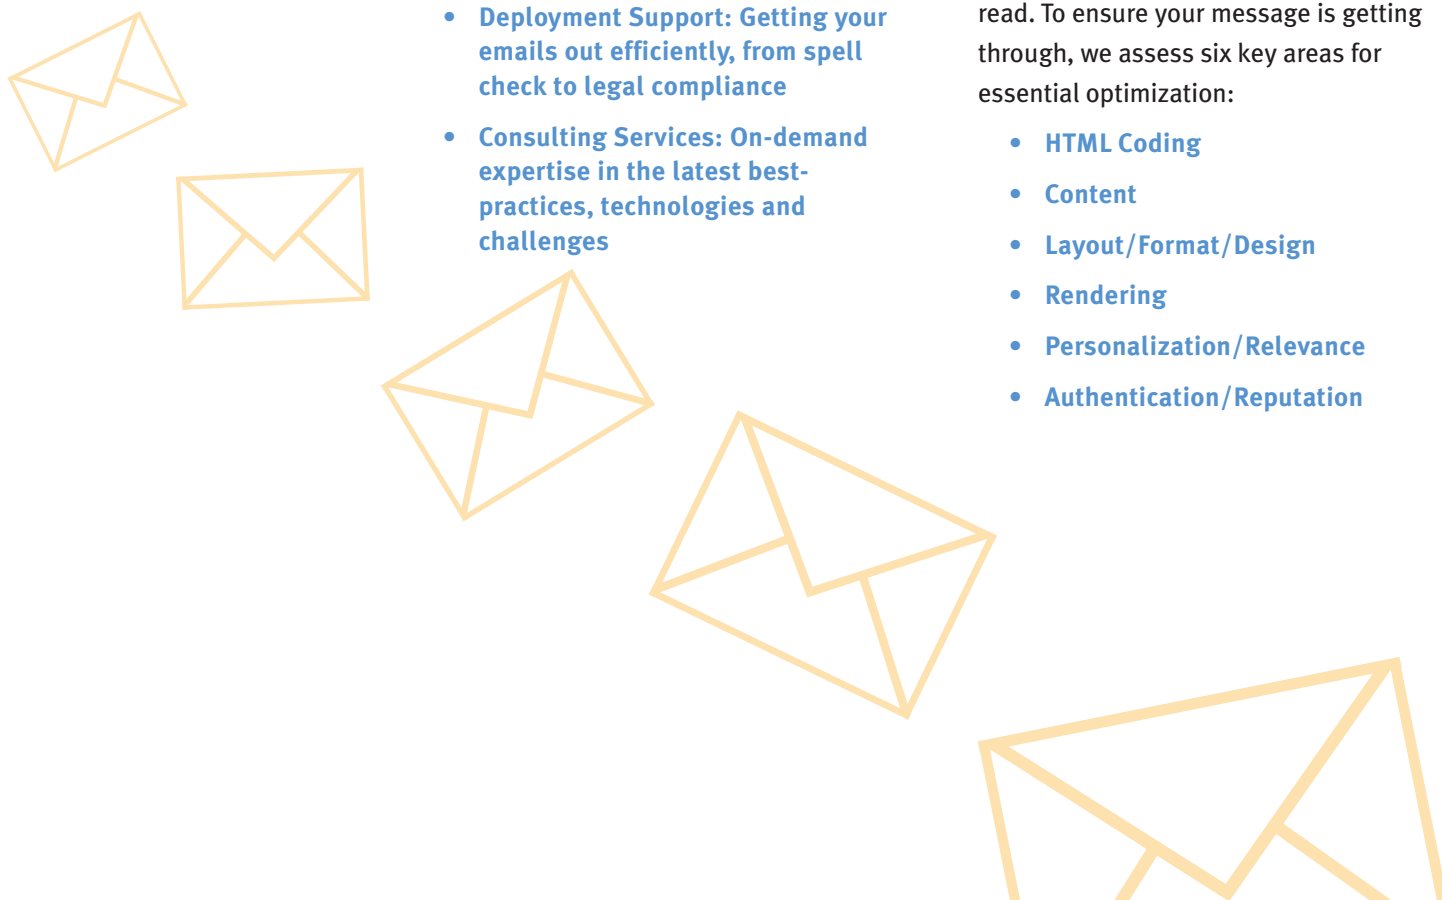 • Deployment Support: Getting your
emails out efficiently, from spell
check to legal compliance
• Consulting Services: On-demand
expertise in the latest best-
practices, technologies and
challenges
read. To ensure your message is getting
through, we assess six key areas for
essential optimization:
• HTML Coding
• Content
• Layout/Format/Design
• Rendering
• Personalization/Relevance
• Authentication/Reputation